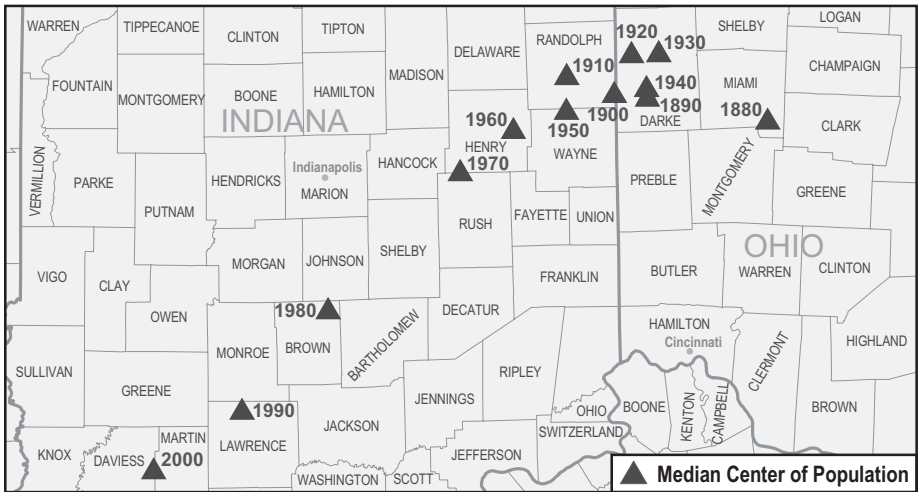 WARREN
TIPPECANOE
CLINTON
TIPTON
DELAWARE
RANDOLPH
1920
1930
SHELBY
LOGAN
FOUNTAIN
MONTGOMERY
BOONE
HAMILTON
MADISON
1910
1940
MIAMI
CHAMPAIGN
INDIANA
1960
1950
1900
1890
DARKE
1880
CLARK
VERMILLION
PARKE
PUTNAM
HENDRICKS
Indianapolis
MARION
HANCOCK
HENRY
1970
WAYNE
PREBLE
MONTGOMERY
GREENE
RUSH
FAYETTE
UNION
VIGO
CLAY
MORGAN
JOHNSON
SHELBY
FRANKLIN
BUTLER
OHIO
WARREN
CLINTON
OWEN
1980
DECATUR
SULLIVAN
GREENE
MONROE
BROWN
BARTHOLOMEW
RIPLEY
HAMILTON
Cincinnati
CLERMONT
HIGHLAND
1990
LAWRENCE
JACKSON
JENNINGS
OHIO
SWITZERLAND
BOONE
KENTON
CAMPBELL
BROWN
KNOX
DAVIESS
MARTIN
2000
WASHINGTON
SCOTT
JEFFERSON
Median Center of Population